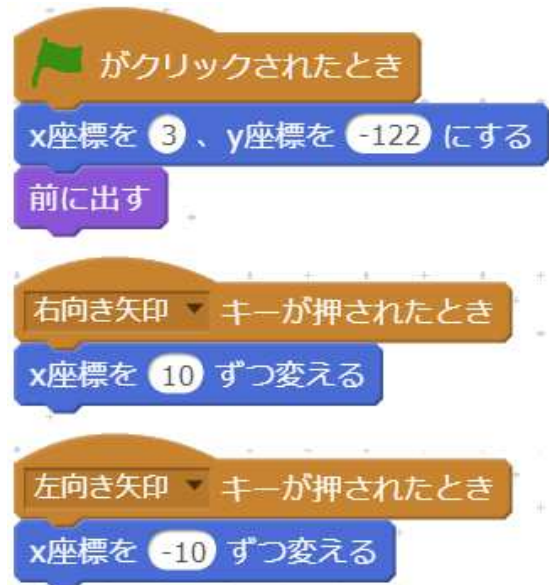 がクリックされたとき
x座標を 3 、y座標を -122 にする
前に出す
右向き矢印 キーが押されたとき
x座標を 10 ずつ変える
左向き矢印 キーが押されたとき
x座標を -10 ずつ変える